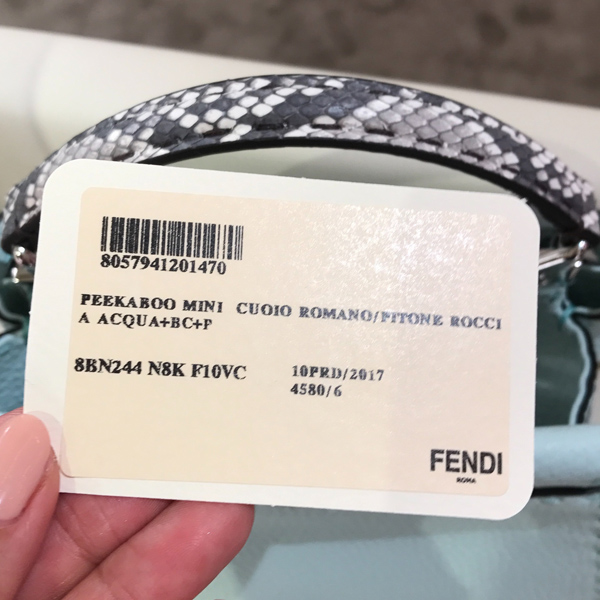 8057941201470
PEEKABOO MINI CUOIO ROMANO/PITONE ROCCI
A ACQUA+BC+P
8BN244 N8K F10VC
10PRD/2017
4580/6
FENDI
ROMA